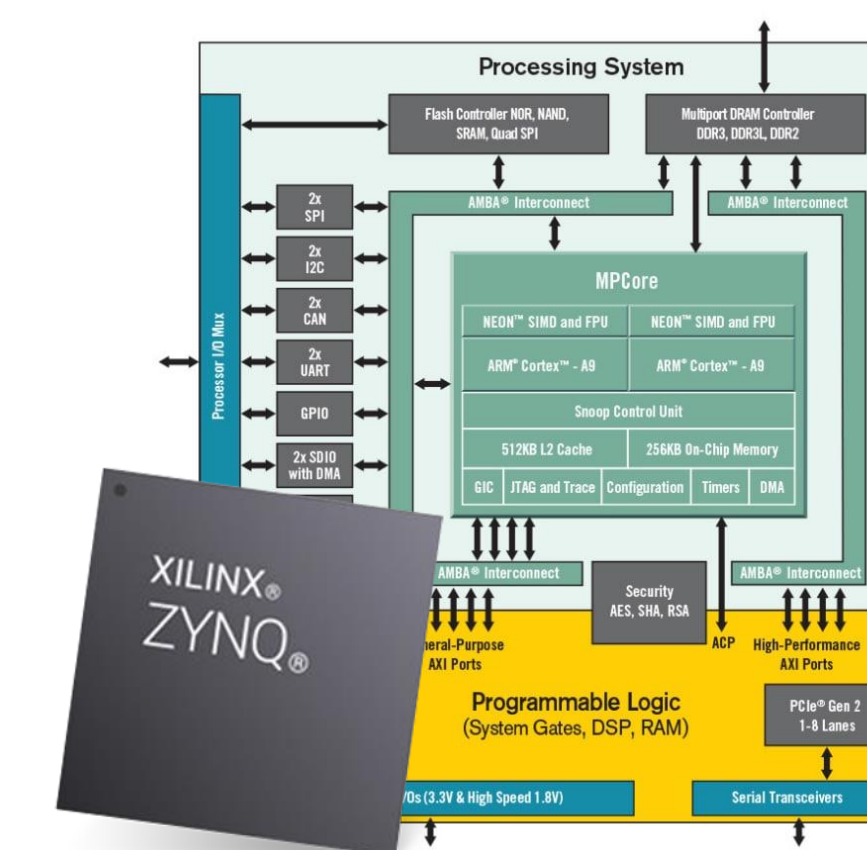 Processing System
Flash Controller NOR, NAND,
SRAM, Quad SPI
Multiport DRAM Controller
DDR3, DDR3L, DDR2
AMBA® Interconnect
AMBA® Interconnect
Processor I/O Mux
2x
SPI
2x
I2C
2x
CAN
2x
UART
GPIO
2x SDIO
with DMA
MPCore
NEON™ SIMD and FPU
NEON™ SIMD and FPU
ARM® Cortex™ - A9
ARM® Cortex™ - A9
Snoop Control Unit
512KB L2 Cache
256KB On-Chip Memory
GIC
JTAG and Trace
Configuration
Timers
DMA
AMBA® Interconnect
AMBA® Interconnect
Security
AES, SHA, RSA
XILINX®
ZYNQ®
neral-Purpose
AXI Ports
ACP
High-Performance
AXI Ports
Programmable Logic
(System Gates, DSP, RAM)
PCIe® Gen 2
1-8 Lanes
/Os (3.3V & High Speed 1.8V)
Serial Transceivers